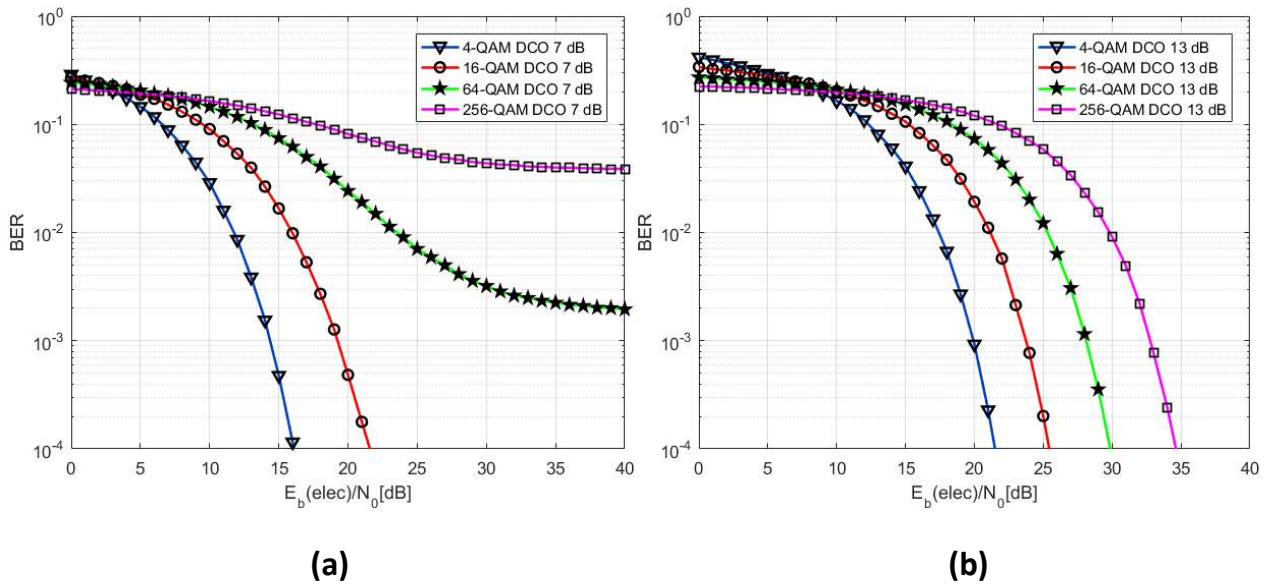 10^0
10^-1
10^-2
10^-3
10^-4
BER
0 5 10 15 20 25 30 35 40
E_b(elec)/N_0[dB]
4-QAM DCO 7 dB
16-QAM DCO 7 dB
64-QAM DCO 7 dB
256-QAM DCO 7 dB
(a)
10^0
10^-1
10^-2
10^-3
10^-4
BER
0 5 10 15 20 25 30 35 40
E_b(elec)/N_0[dB]
4-QAM DCO 13 dB
16-QAM DCO 13 dB
64-QAM DCO 13 dB
256-QAM DCO 13 dB
(b)